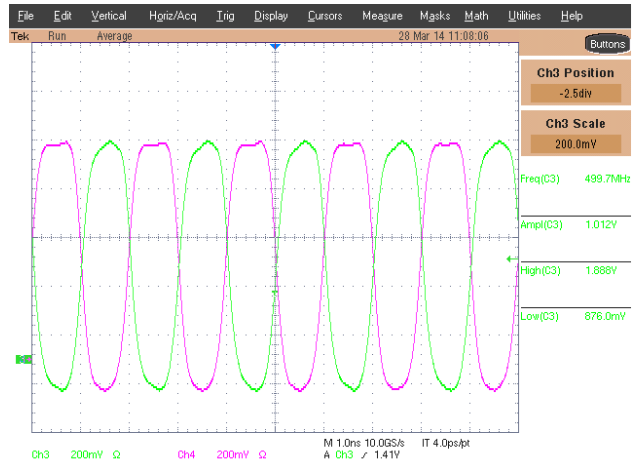 File Edit Vertical Horiz/Acq Trig Display Cursors Measure Masks Math Utilities Help
Tek Run Average 28 Mar 14 11:08:06
Buttons
Ch3 Position
-2.5div
Ch3 Scale
200.0mV
Freq(C3) 499.7MHz
Ampl(C3) 1.012V
High(C3) 1.888V
Low(C3) 876.0mV
M 1.0ns 10.0GS/s IT 4.0ps/pt
Ch3 200mV Ω Ch4 200mV Ω A Ch3 ∕ 1.41V